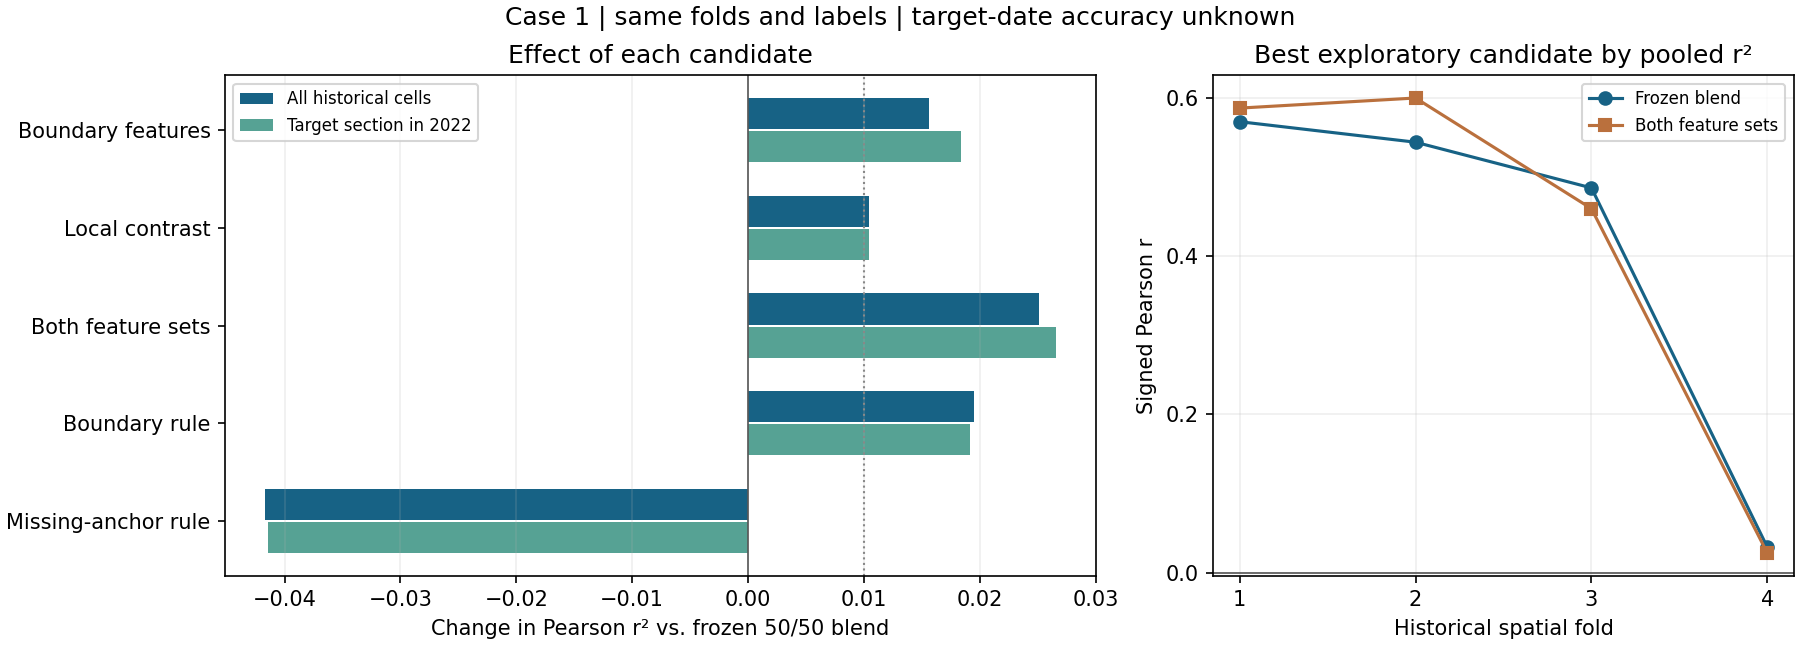 Case 1 | same folds and labels | target-date accuracy unknown
Effect of each candidate
All historical cells
Target section in 2022
Boundary features
Local contrast
Both feature sets
Boundary rule
Missing-anchor rule
−0.04 −0.03 −0.02 −0.01 0.00 0.01 0.02 0.03
Change in Pearson r² vs. frozen 50/50 blend
Best exploratory candidate by pooled r²
Frozen blend
Both feature sets
Signed Pearson r
0.6
0.4
0.2
0.0
1 2 3 4
Historical spatial fold